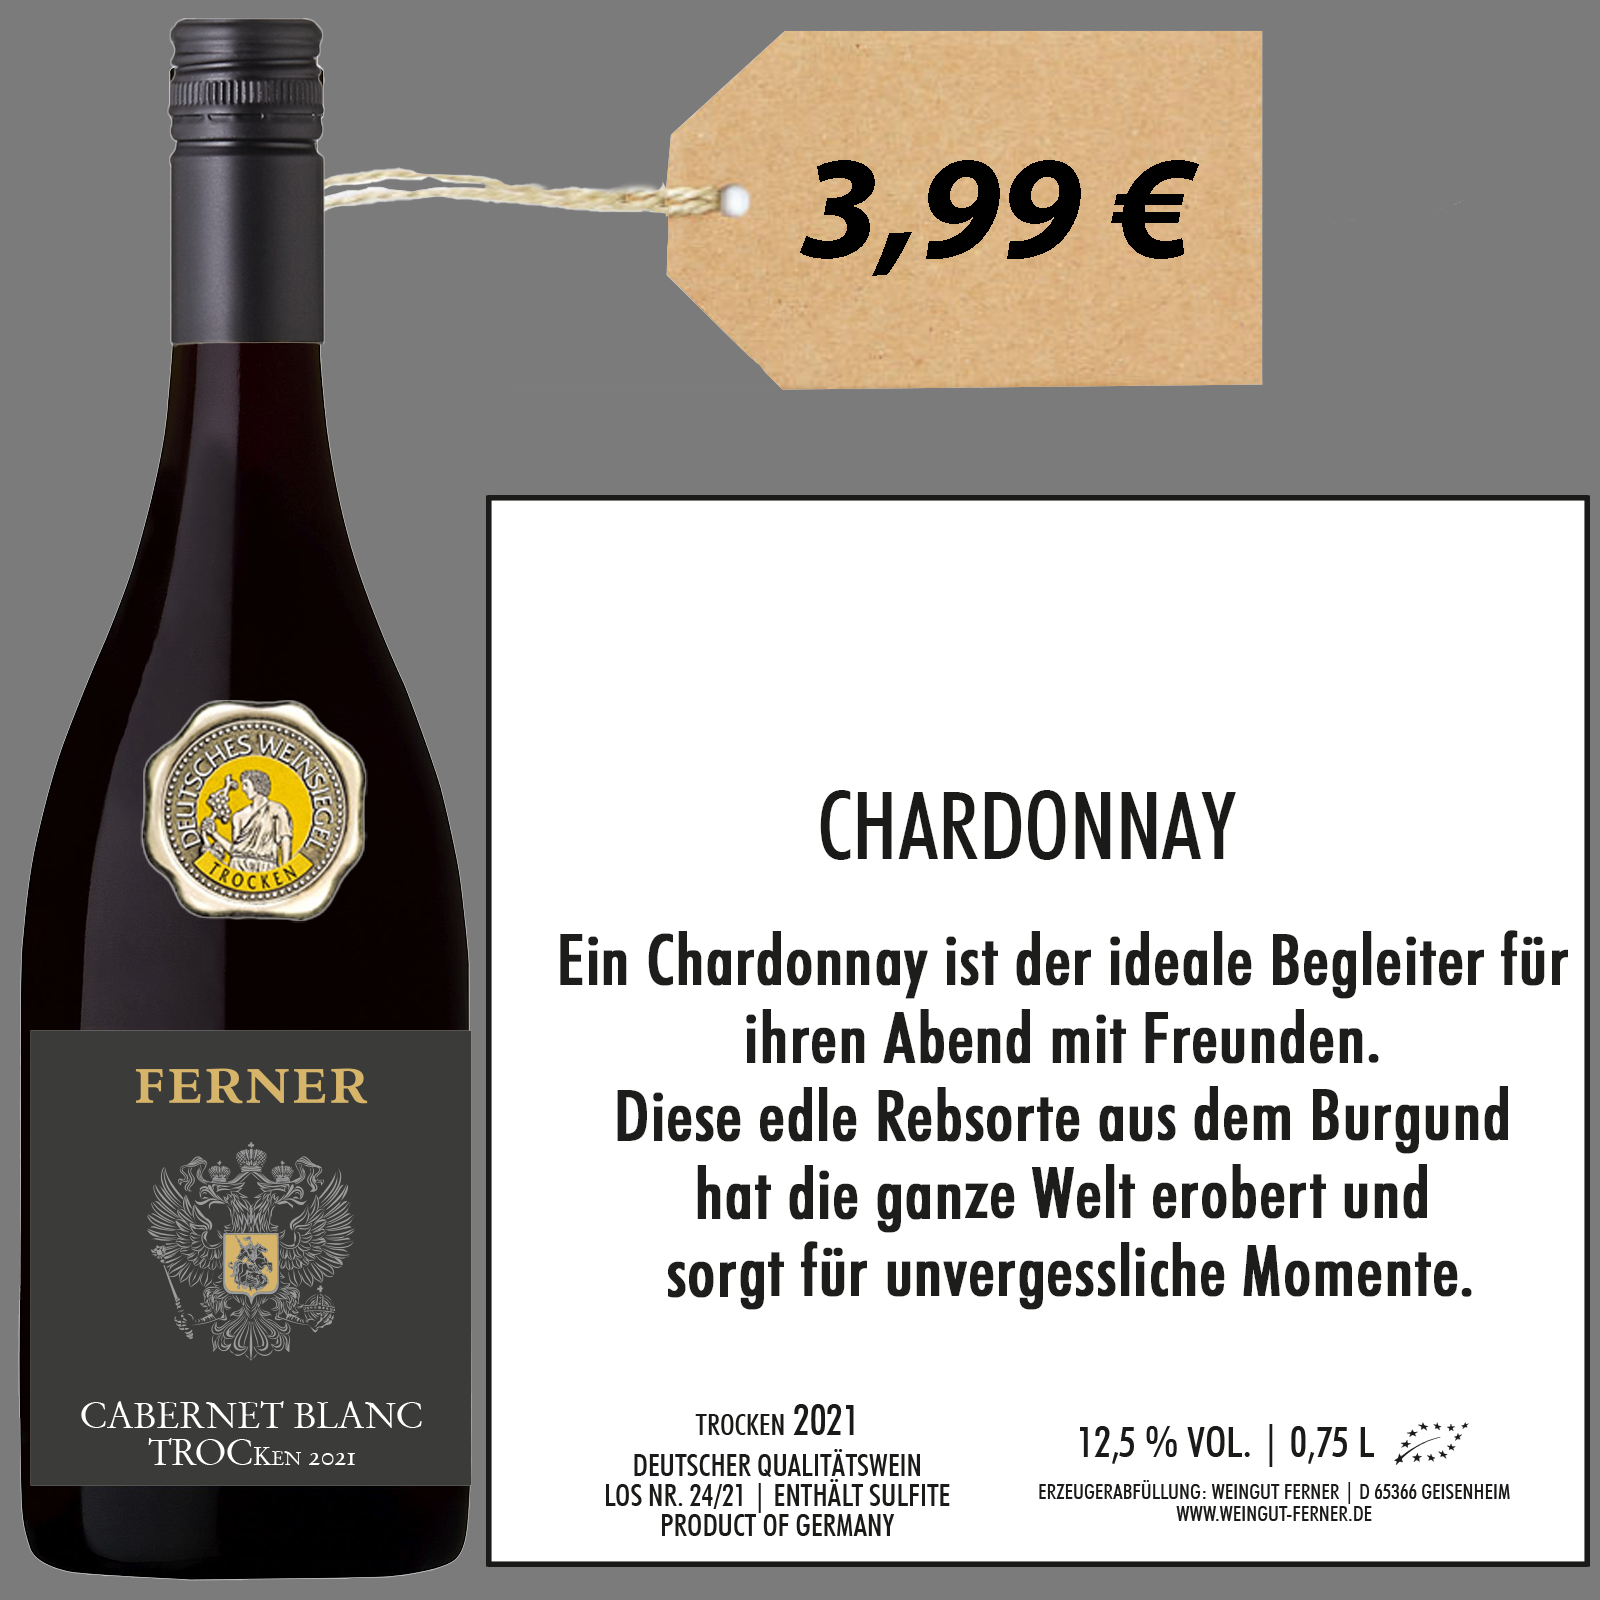 3,99 €
DEUTSCHES WEINSIEGEL
TROCKEN
FERNER
CABERNET BLANC
TROCKEN 2021
CHARDONNAY
Ein Chardonnay ist der ideale Begleiter für
ihren Abend mit Freunden.
Diese edle Rebsorte aus dem Burgund
hat die ganze Welt erobert und
sorgt für unvergessliche Momente.
TROCKEN 2021
DEUTSCHER QUALITÄTSWEIN
LOS NR. 24/21 | ENTHÄLT SULFITE
PRODUCT OF GERMANY
12,5 % VOL. | 0,75 L
ERZEUGERABFÜLLUNG: WEINGUT FERNER | D 65366 GEISENHEIM
WWW.WEINGUT-FERNER.DE